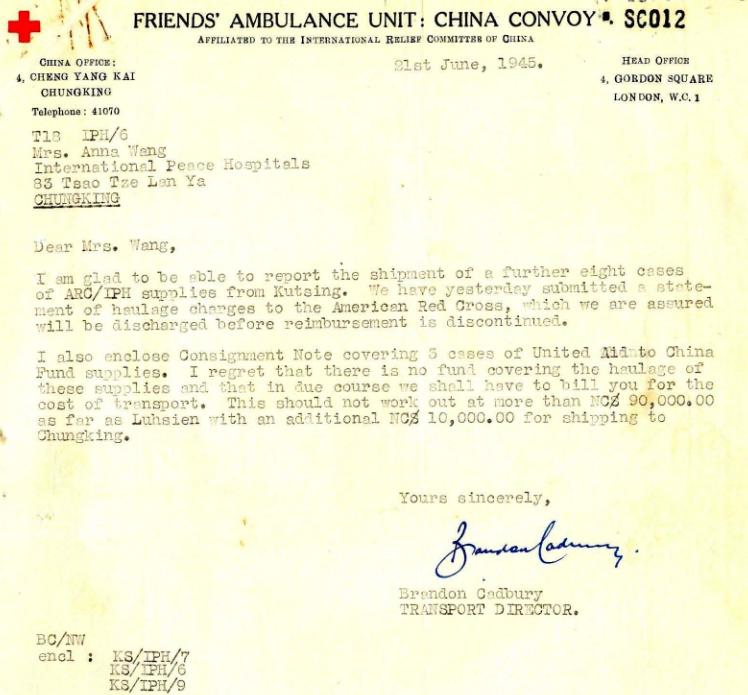 FRIENDS' AMBULANCE UNIT: CHINA CONVOY SC012
AFFILIATED TO THE INTERNATIONAL RELIEF COMMITTEE OF CHINA
CHINA OFFICE:
4, CHENG YANG KAI
CHUNGKING
Telephone: 41070
21st June, 1945.
HEAD OFFICE
4, GORDON SQUARE
LONDON, W.C. 1
T18 IPH/6
Mrs. Anna Wang
International Peace Hospitals
83 Tsao Tze Lan Ya
CHUNGKING
Dear Mrs. Wang,
I am glad to be able to report the shipment of a further eight cases
of ARC/IPH supplies from Kutsing. We have yesterday submitted a state-
ment of haulage charges to the American Red Cross, which we are assured
will be discharged before reimbursement is discontinued.
I also enclose Consignment Note covering 3 cases of United Aid to China
Fund supplies. I regret that there is no fund covering the haulage of
these supplies and that in due course we shall have to bill you for the
cost of transport. This should not work out at more than NC$ 90,000.00
as far as Luhsien with an additional NC$ 10,000.00 for shipping to
Chungking.
Yours sincerely,
Brandon Cadbury.
Brandon Cadbury
TRANSPORT DIRECTOR.
BC/NW
encl : KS/IPH/7
KS/IPH/6
KS/IPH/9